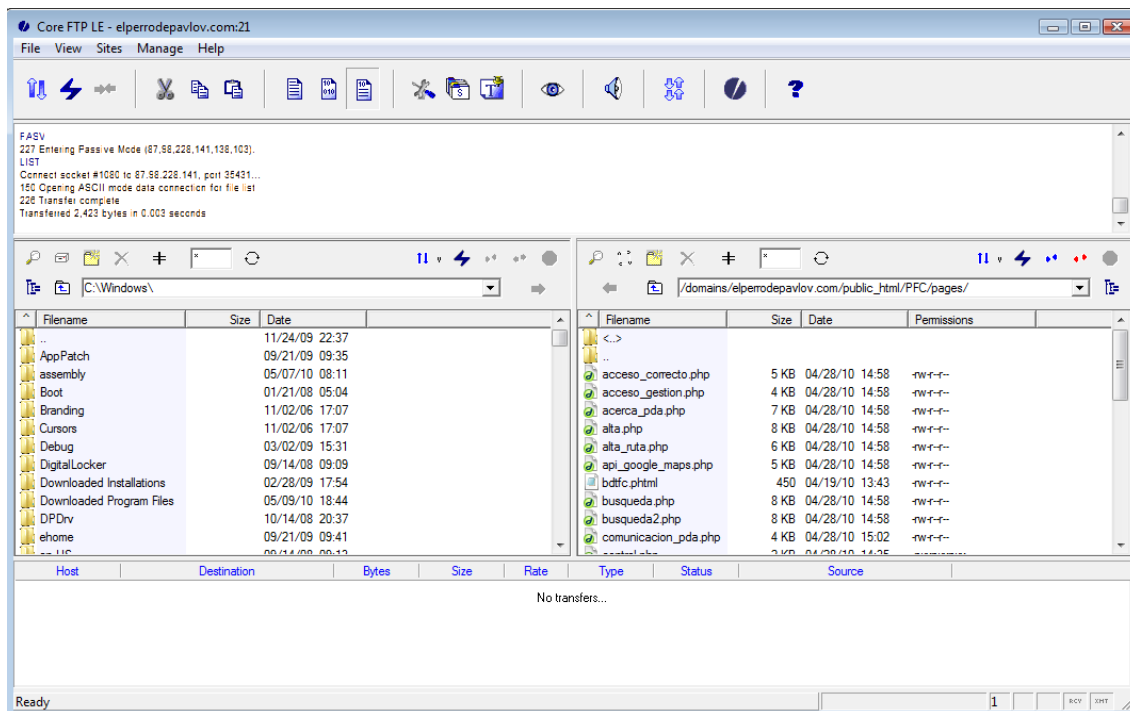 Core FTP LE - elperrodepavlov.com:21
File View Sites Manage Help
PASV
227 Entering Passive Mode (87,58,228,141,138,103).
LIST
Connect socket #1080 to 87.58.228.141, port 35431...
150 Opening ASCII mode data connection for file list
226 Transfer complete
Transferred 2,423 bytes in 0.003 seconds
C:\Windows\
Filename Size Date
.. 11/24/09 22:37
AppPatch 09/21/09 09:35
assembly 05/07/10 08:11
Boot 01/21/08 05:04
Branding 11/02/06 17:07
Cursors 11/02/06 17:07
Debug 03/02/09 15:31
DigitalLocker 09/14/08 09:09
Downloaded Installations 02/28/09 17:54
Downloaded Program Files 05/09/10 18:44
DPDrv 10/14/08 20:37
ehome 09/21/09 09:41
/domains/elperrodepavlov.com/public_html/PFC/pages/
Filename Size Date Permissions
<..>
..
acceso_correcto.php 5 KB 04/28/10 14:58 -rw-r--r--
acceso_gestion.php 4 KB 04/28/10 14:58 -rw-r--r--
acerca_pda.php 7 KB 04/28/10 14:58 -rw-r--r--
alta.php 8 KB 04/28/10 14:58 -rw-r--r--
alta_ruta.php 6 KB 04/28/10 14:58 -rw-r--r--
api_google_maps.php 5 KB 04/28/10 14:58 -rw-r--r--
bdtfc.phtml 450 04/19/10 13:43 -rw-r--r--
busqueda.php 8 KB 04/28/10 14:58 -rw-r--r--
busqueda2.php 8 KB 04/28/10 14:58 -rw-r--r--
comunicacion_pda.php 4 KB 04/28/10 15:02 -rw-r--r--
Host Destination Bytes Size Rate Type Status Source
No transfers...
Ready 1 RCV XMT